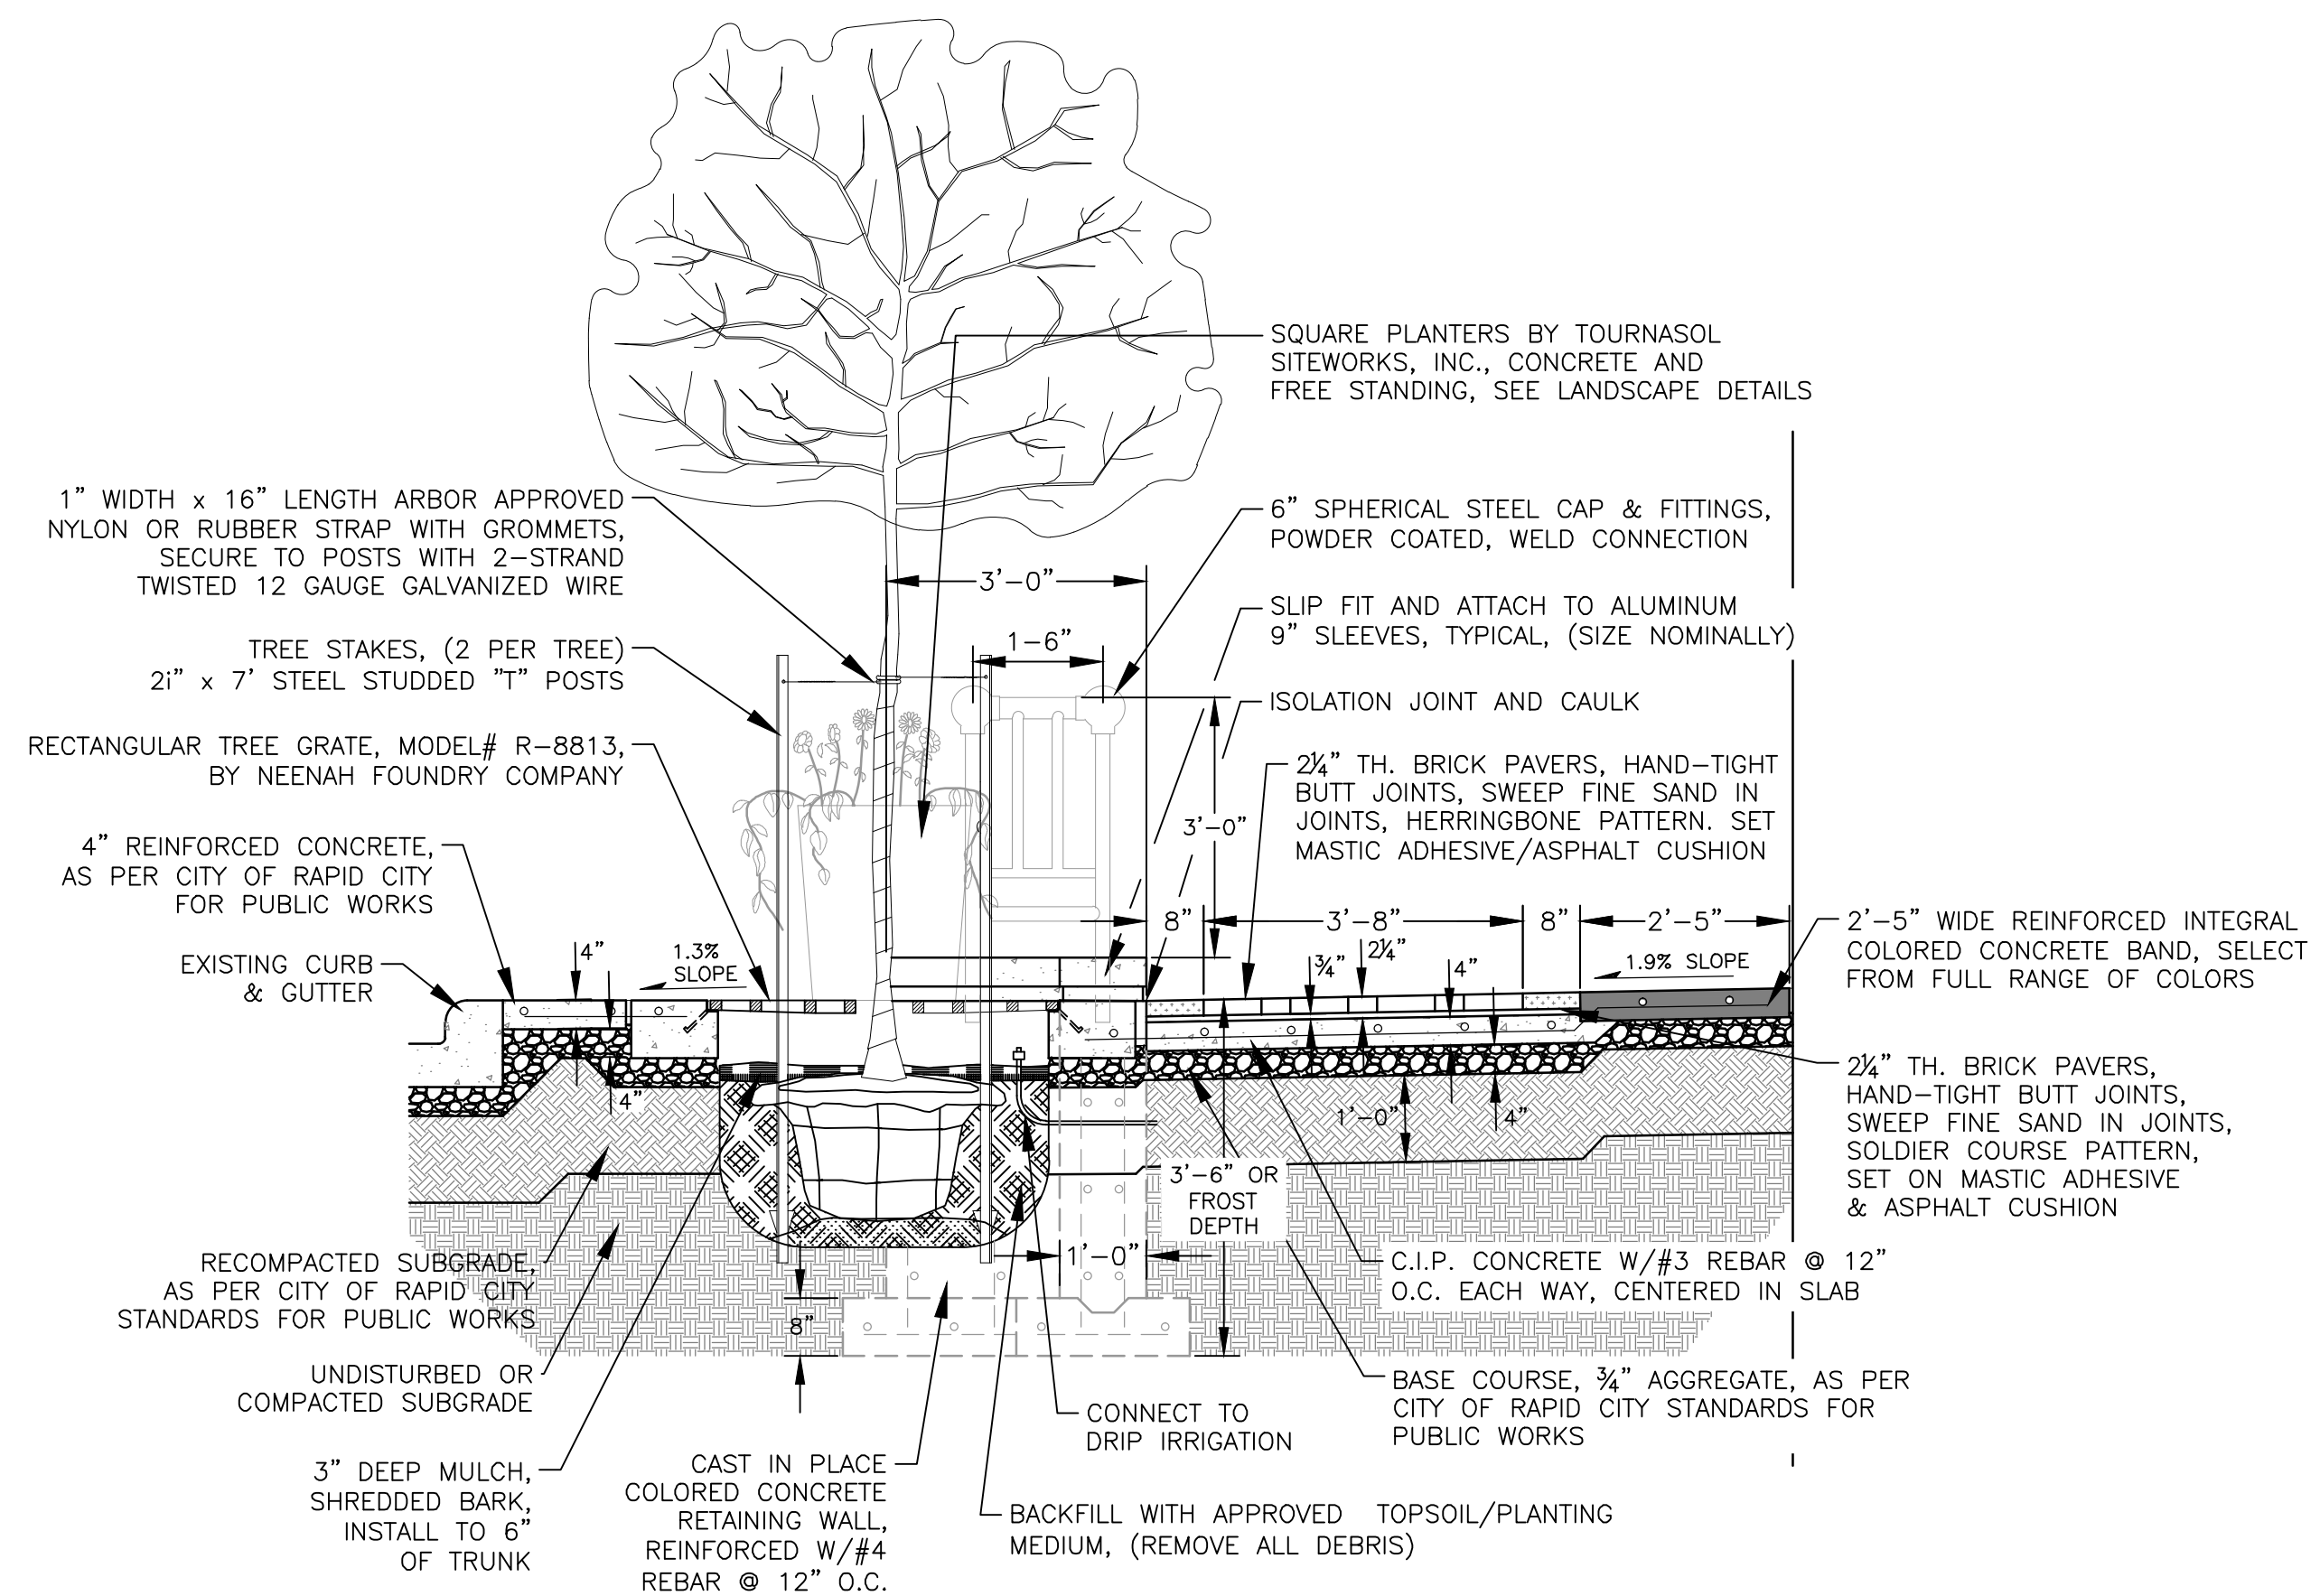 SQUARE PLANTERS BY TOURNASOL
SITEWORKS, INC., CONCRETE AND
FREE STANDING, SEE LANDSCAPE DETAILS
1” WIDTH x 16” LENGTH ARBOR APPROVED
NYLON OR RUBBER STRAP WITH GROMMETS,
SECURE TO POSTS WITH 2-STRAND
TWISTED 12 GAUGE GALVANIZED WIRE
6” SPHERICAL STEEL CAP & FITTINGS,
POWDER COATED, WELD CONNECTION
3’-0”
SLIP FIT AND ATTACH TO ALUMINUM
9” SLEEVES, TYPICAL, (SIZE NOMINALLY)
1-6”
TREE STAKES, (2 PER TREE)
2i” x 7’ STEEL STUDDED "T" POSTS
ISOLATION JOINT AND CAULK
RECTANGULAR TREE GRATE, MODEL# R-8813,
BY NEENAH FOUNDRY COMPANY
2¼” TH. BRICK PAVERS, HAND-TIGHT
BUTT JOINTS, SWEEP FINE SAND IN
JOINTS, HERRINGBONE PATTERN. SET
MASTIC ADHESIVE/ASPHALT CUSHION
3’-0”
4” REINFORCED CONCRETE,
AS PER CITY OF RAPID CITY
FOR PUBLIC WORKS
8”
3’-8”
8”
2’-5”
2’-5” WIDE REINFORCED INTEGRAL
COLORED CONCRETE BAND, SELECT
FROM FULL RANGE OF COLORS
EXISTING CURB
& GUTTER
4”
1.3%
SLOPE
¾”
2¼”
4”
1.9% SLOPE
4”
1’-0”
4”
2¼” TH. BRICK PAVERS,
HAND-TIGHT BUTT JOINTS,
SWEEP FINE SAND IN JOINTS,
SOLDIER COURSE PATTERN,
SET ON MASTIC ADHESIVE
& ASPHALT CUSHION
3’-6” OR
FROST
DEPTH
1’-0”
RECOMPACTED SUBGRADE,
AS PER CITY OF RAPID CITY
STANDARDS FOR PUBLIC WORKS
C.I.P. CONCRETE W/#3 REBAR @ 12”
O.C. EACH WAY, CENTERED IN SLAB
8”
UNDISTURBED OR
COMPACTED SUBGRADE
BASE COURSE, ¾” AGGREGATE, AS PER
CITY OF RAPID CITY STANDARDS FOR
PUBLIC WORKS
CONNECT TO
DRIP IRRIGATION
3” DEEP MULCH,
SHREDDED BARK,
INSTALL TO 6”
OF TRUNK
CAST IN PLACE
COLORED CONCRETE
RETAINING WALL,
REINFORCED W/#4
REBAR @ 12” O.C.
BACKFILL WITH APPROVED TOPSOIL/PLANTING
MEDIUM, (REMOVE ALL DEBRIS)